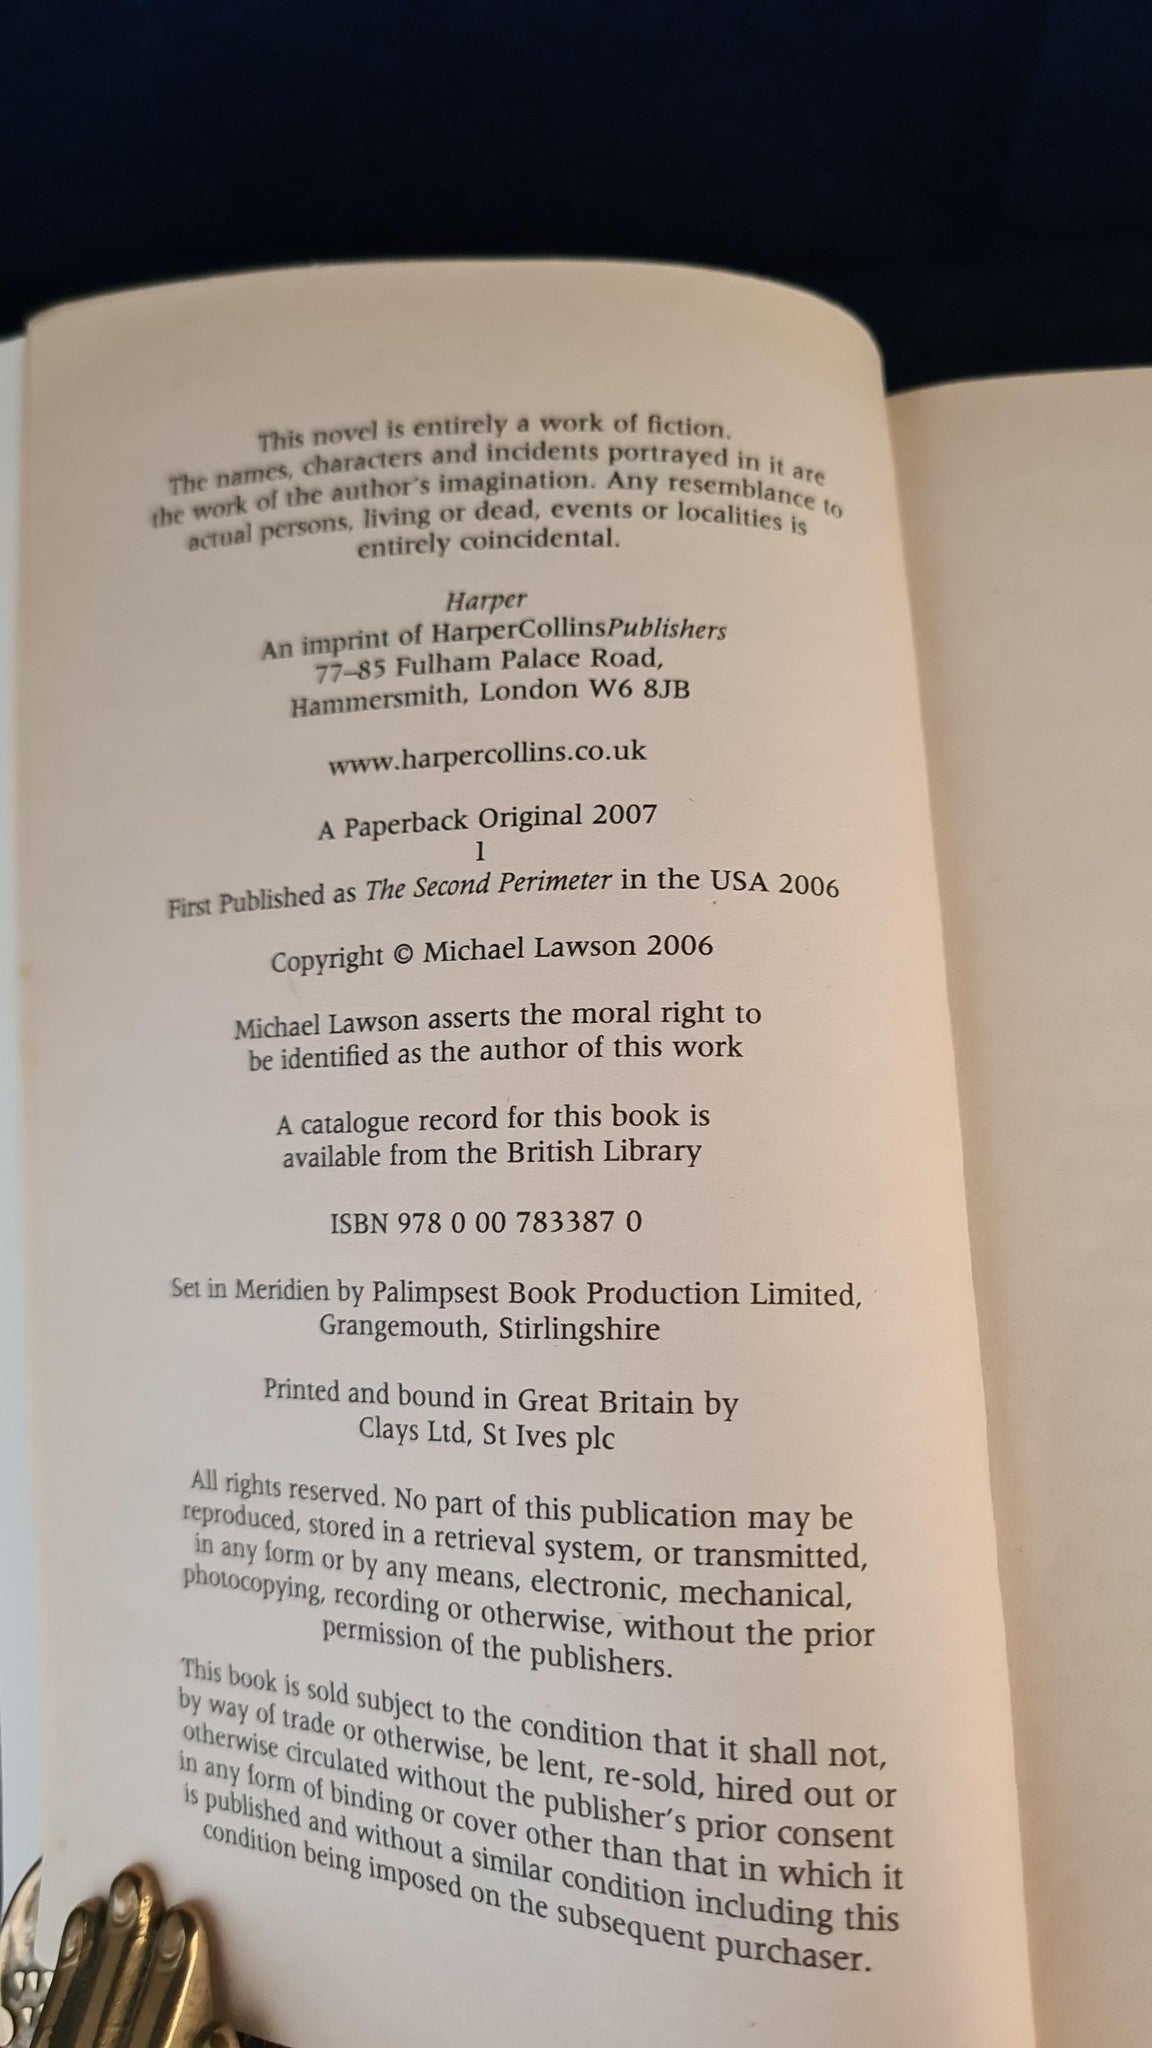 This novel is entirely a work of fiction.
The names, characters and incidents portrayed in it are
the work of the author's imagination. Any resemblance to
actual persons, living or dead, events or localities is
entirely coincidental.
Harper
An imprint of HarperCollinsPublishers
77–85 Fulham Palace Road,
Hammersmith, London W6 8JB
www.harpercollins.co.uk
A Paperback Original 2007
1
First Published as The Second Perimeter in the USA 2006
Copyright © Michael Lawson 2006
Michael Lawson asserts the moral right to
be identified as the author of this work
A catalogue record for this book is
available from the British Library
ISBN 978 0 00 783387 0
Set in Meridien by Palimpsest Book Production Limited,
Grangemouth, Stirlingshire
Printed and bound in Great Britain by
Clays Ltd, St Ives plc
All rights reserved. No part of this publication may be
reproduced, stored in a retrieval system, or transmitted,
in any form or by any means, electronic, mechanical,
photocopying, recording or otherwise, without the prior
permission of the publishers.
This book is sold subject to the condition that it shall not,
by way of trade or otherwise, be lent, re-sold, hired out or
otherwise circulated without the publisher's prior consent
in any form of binding or cover other than that in which it
is published and without a similar condition including this
condition being imposed on the subsequent purchaser.